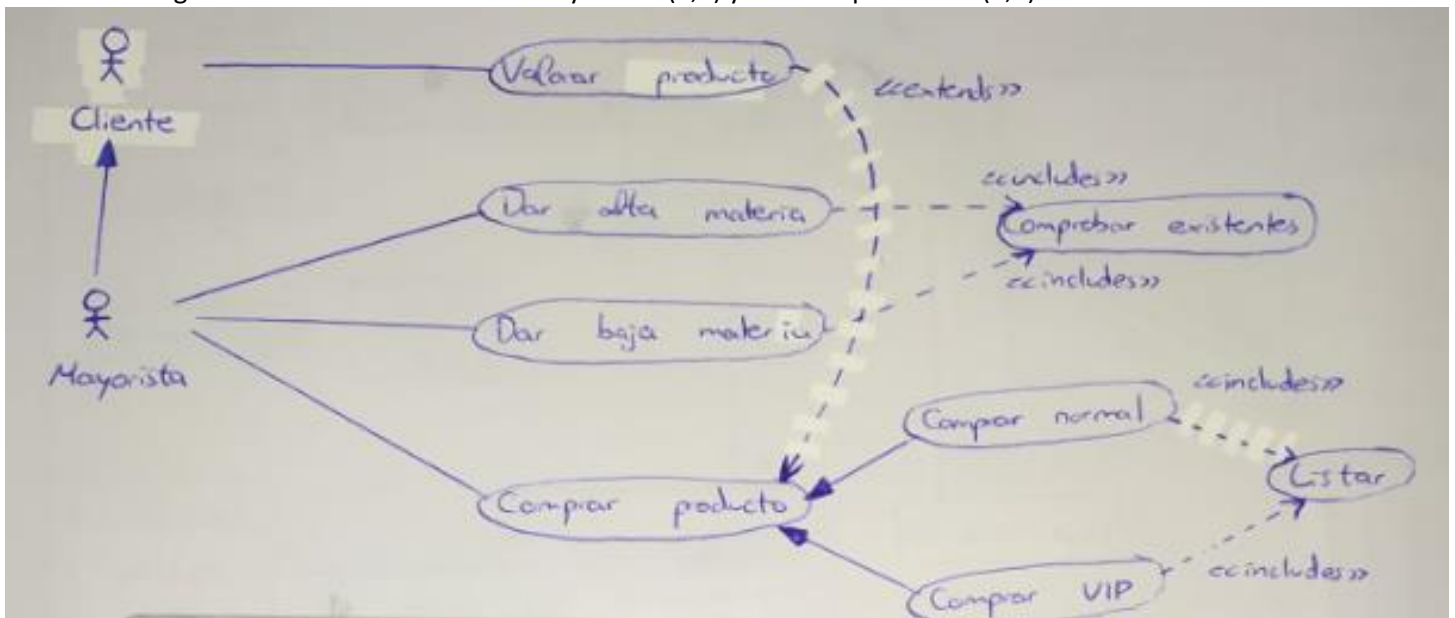 Valorar producto
<<extends>>
Cliente
<<includes>>
Dar alta materia
Comprobar existentes
<<includes>>
Dar baja materia
Mayorista
<<includes>>
Comprar normal
Listar
Comprar poducto
<<includes>>
Comprar VIP